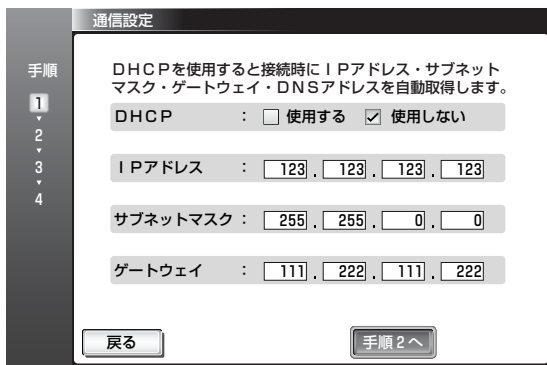 通信設定
手順
1
2
3
4
DHCPを使用すると接続時にIPアドレス・サブネット
マスク・ゲートウェイ・DNSアドレスを自動取得します。
DHCP : 使用する 使用しない
IPアドレス : 123 . 123 . 123 . 123
サブネットマスク : 255 . 255 . 0 . 0
ゲートウェイ : 111 . 222 . 111 . 222
戻る
手順2へ